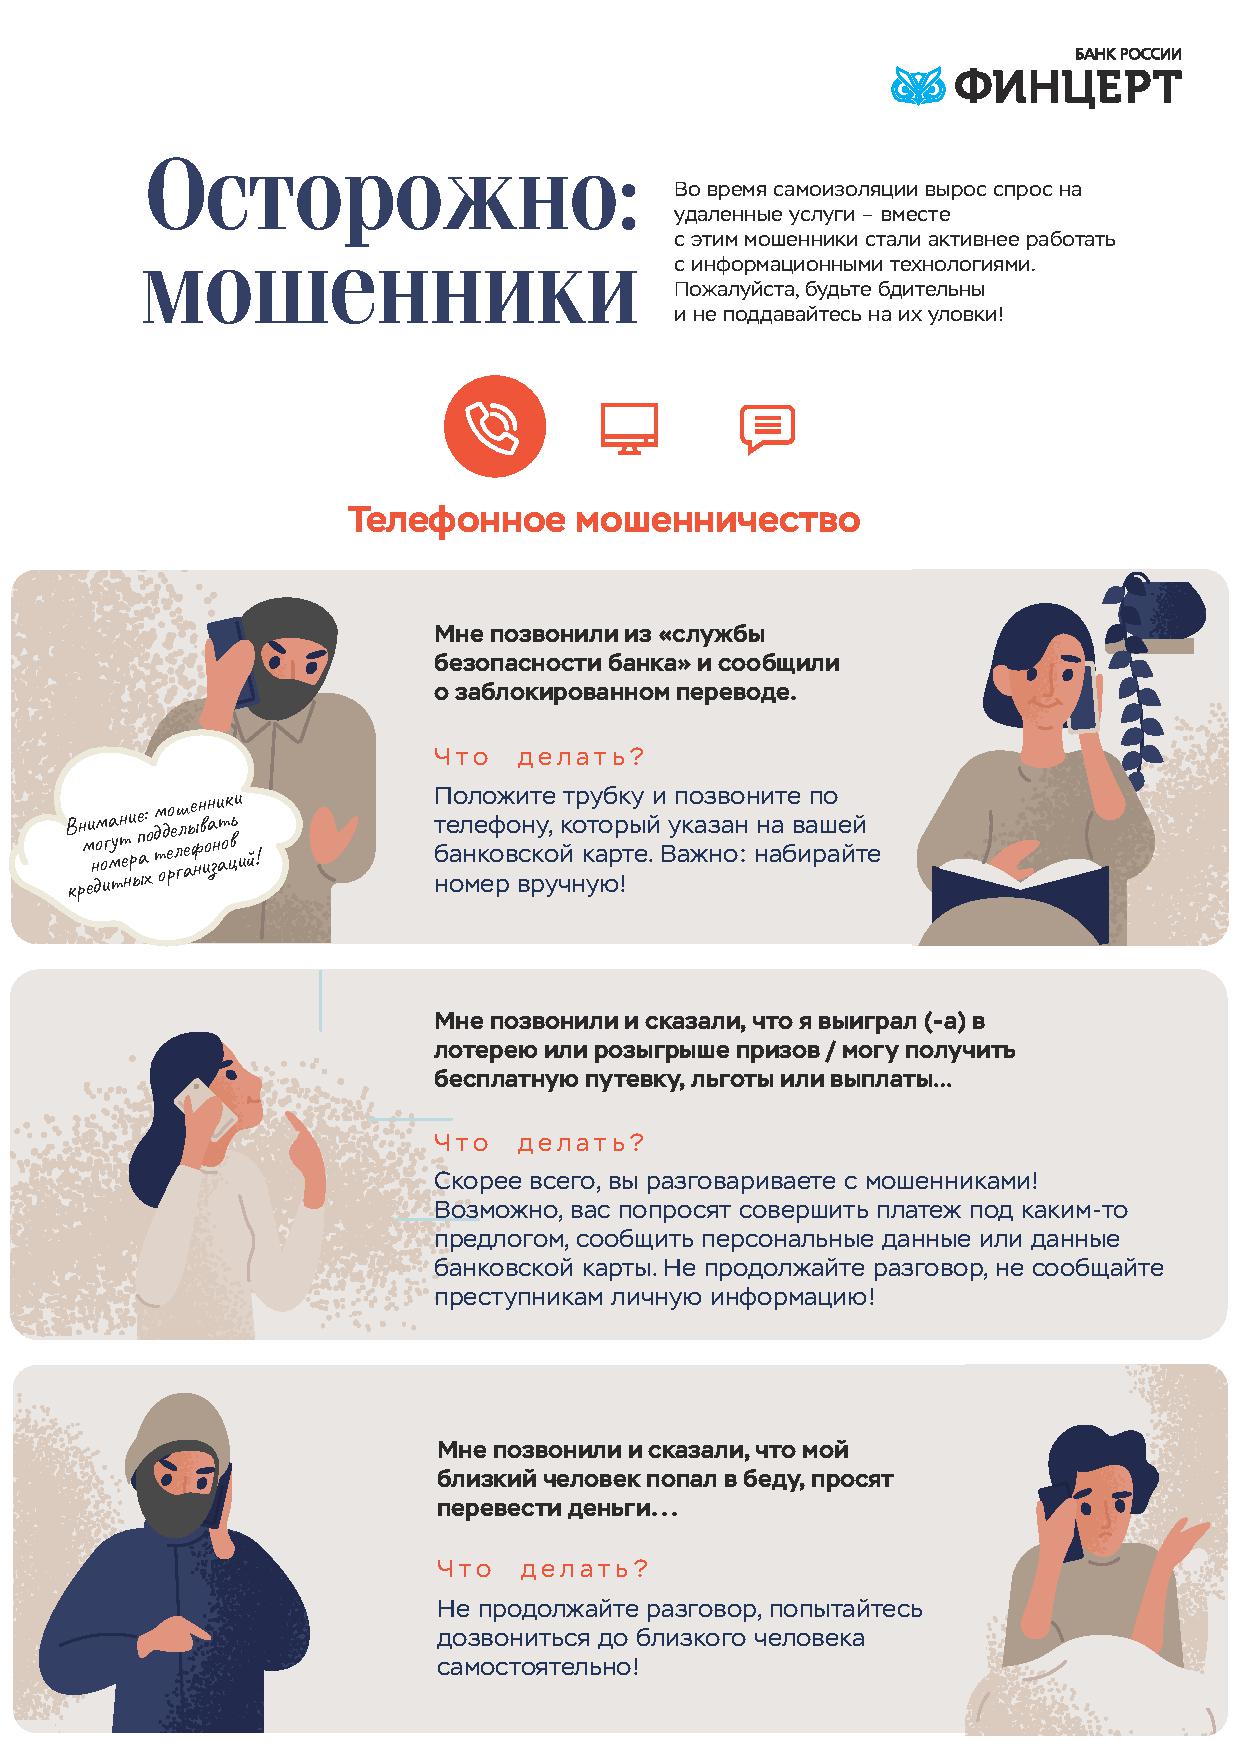 БАНК РОССИИ
ФИНЦЕРТ
Осторожно:
мошенники
Во время самоизоляции вырос спрос на
удаленные услуги – вместе
с этим мошенники стали активнее работать
с информационными технологиями.
Пожалуйста, будьте бдительны
и не поддавайтесь на их уловки!
Телефонное мошенничество
Мне позвонили из «службы
безопасности банка» и сообщили
о заблокированном переводе.
Что делать?
Положите трубку и позвоните по
телефону, который указан на вашей
банковской карте. Важно: набирайте
номер вручную!
Внимание: мошенники
могут подделывать
номера телефонов
кредитных организаций!
Мне позвонили и сказали, что я выиграл (-а) в
лотерею или розыгрыше призов / могу получить
бесплатную путевку, льготы или выплаты...
Что делать?
Скорее всего, вы разговариваете с мошенниками!
Возможно, вас попросят совершить платеж под каким-то
предлогом, сообщить персональные данные или данные
банковской карты. Не продолжайте разговор, не сообщайте
преступникам личную информацию!
Мне позвонили и сказали, что мой
близкий человек попал в беду, просят
перевести деньги...
Что делать?
Не продолжайте разговор, попытайтесь
дозвониться до близкого человека
самостоятельно!